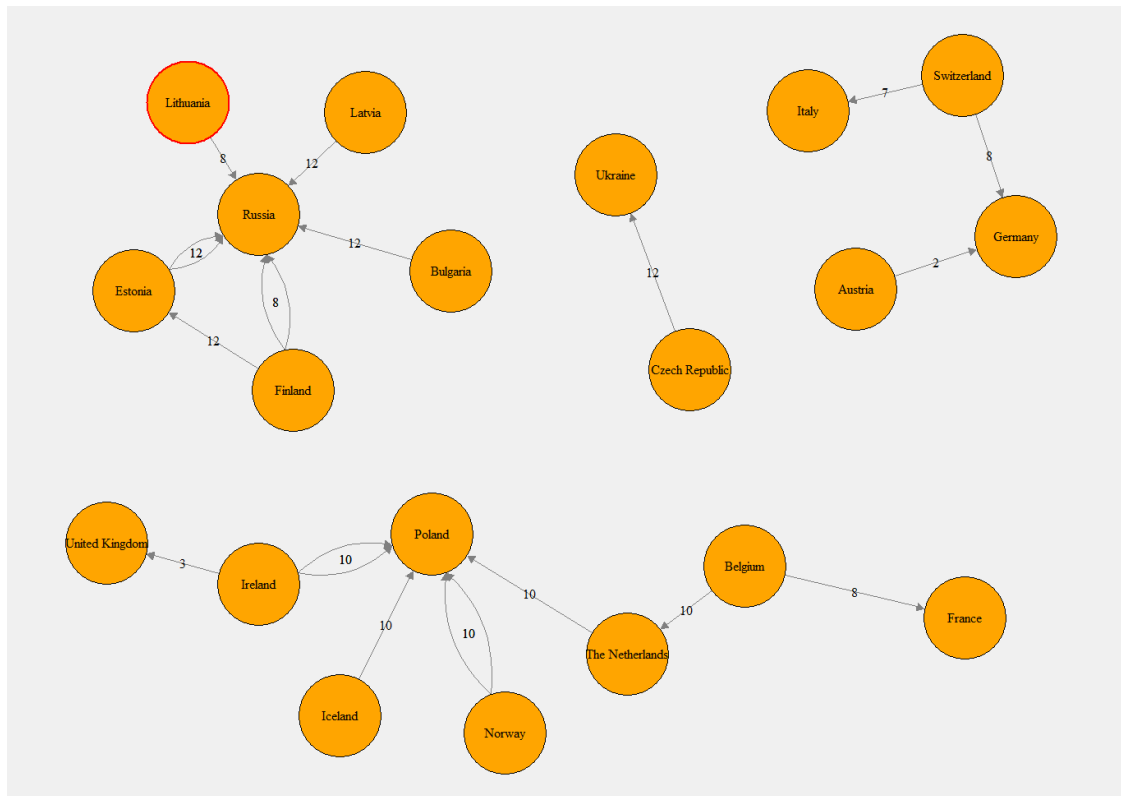 Lithuania
Latvia
8
12
Russia
12
12
Bulgaria
Estonia
8
12
Finland
Ukraine
12
Czech Republic
Switzerland
7
Italy
8
Germany
2
Austria
United Kingdom
3
Ireland
10
Poland
10
10
10
Iceland
Norway
The Netherlands
10
Belgium
8
France